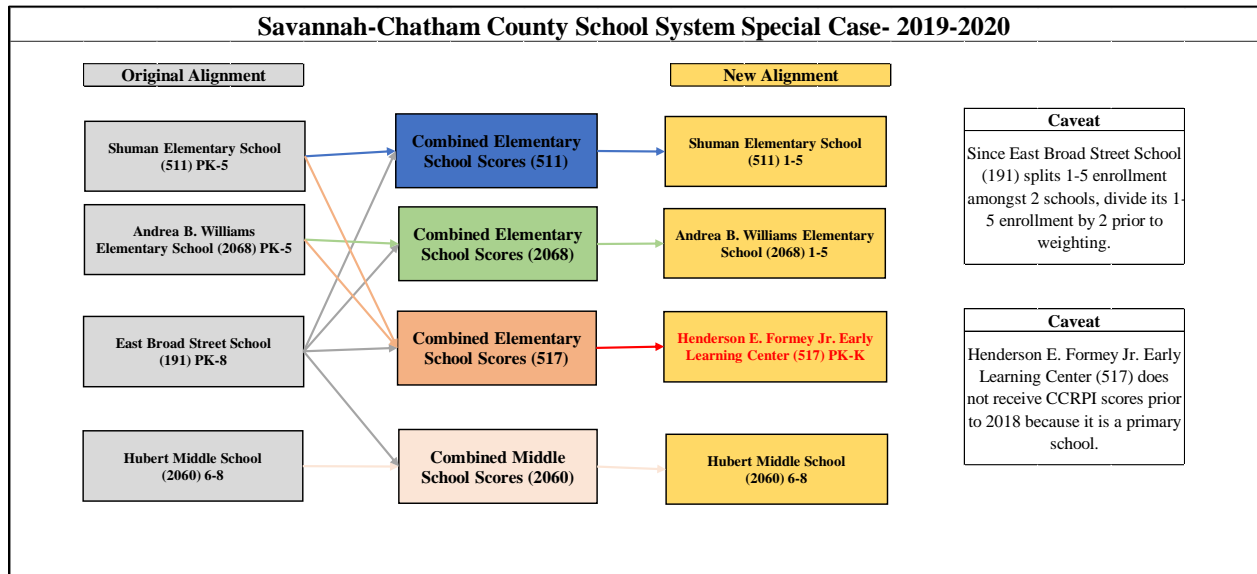 Savannah-Chatham County School System Special Case- 2019-2020
Original Alignment
New Alignment
Shuman Elementary School
(511) PK-5
Combined Elementary
School Scores (511)
Shuman Elementary School
(511) 1-5
Andrea B. Williams
Elementary School (2068) PK-5
Combined Elementary
School Scores (2068)
Andrea B. Williams Elementary
School (2068) 1-5
East Broad Street School
(191) PK-8
Combined Elementary
School Scores (517)
Henderson E. Formey Jr. Early
Learning Center (517) PK-K
Hubert Middle School
(2060) 6-8
Combined Middle
School Scores (2060)
Hubert Middle School
(2060) 6-8
Caveat
Since East Broad Street School
(191) splits 1-5 enrollment
amongst 2 schools, divide its 1-
5 enrollment by 2 prior to
weighting.
Caveat
Henderson E. Formey Jr. Early
Learning Center (517) does
not receive CCRPI scores prior
to 2018 because it is a primary
school.